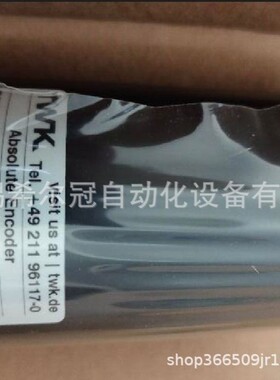 TWK.
Visit us at | twk.de
Tel. +49 211 96117-0
Absolute Encoder
冠自动化设备有
shop366509jr1